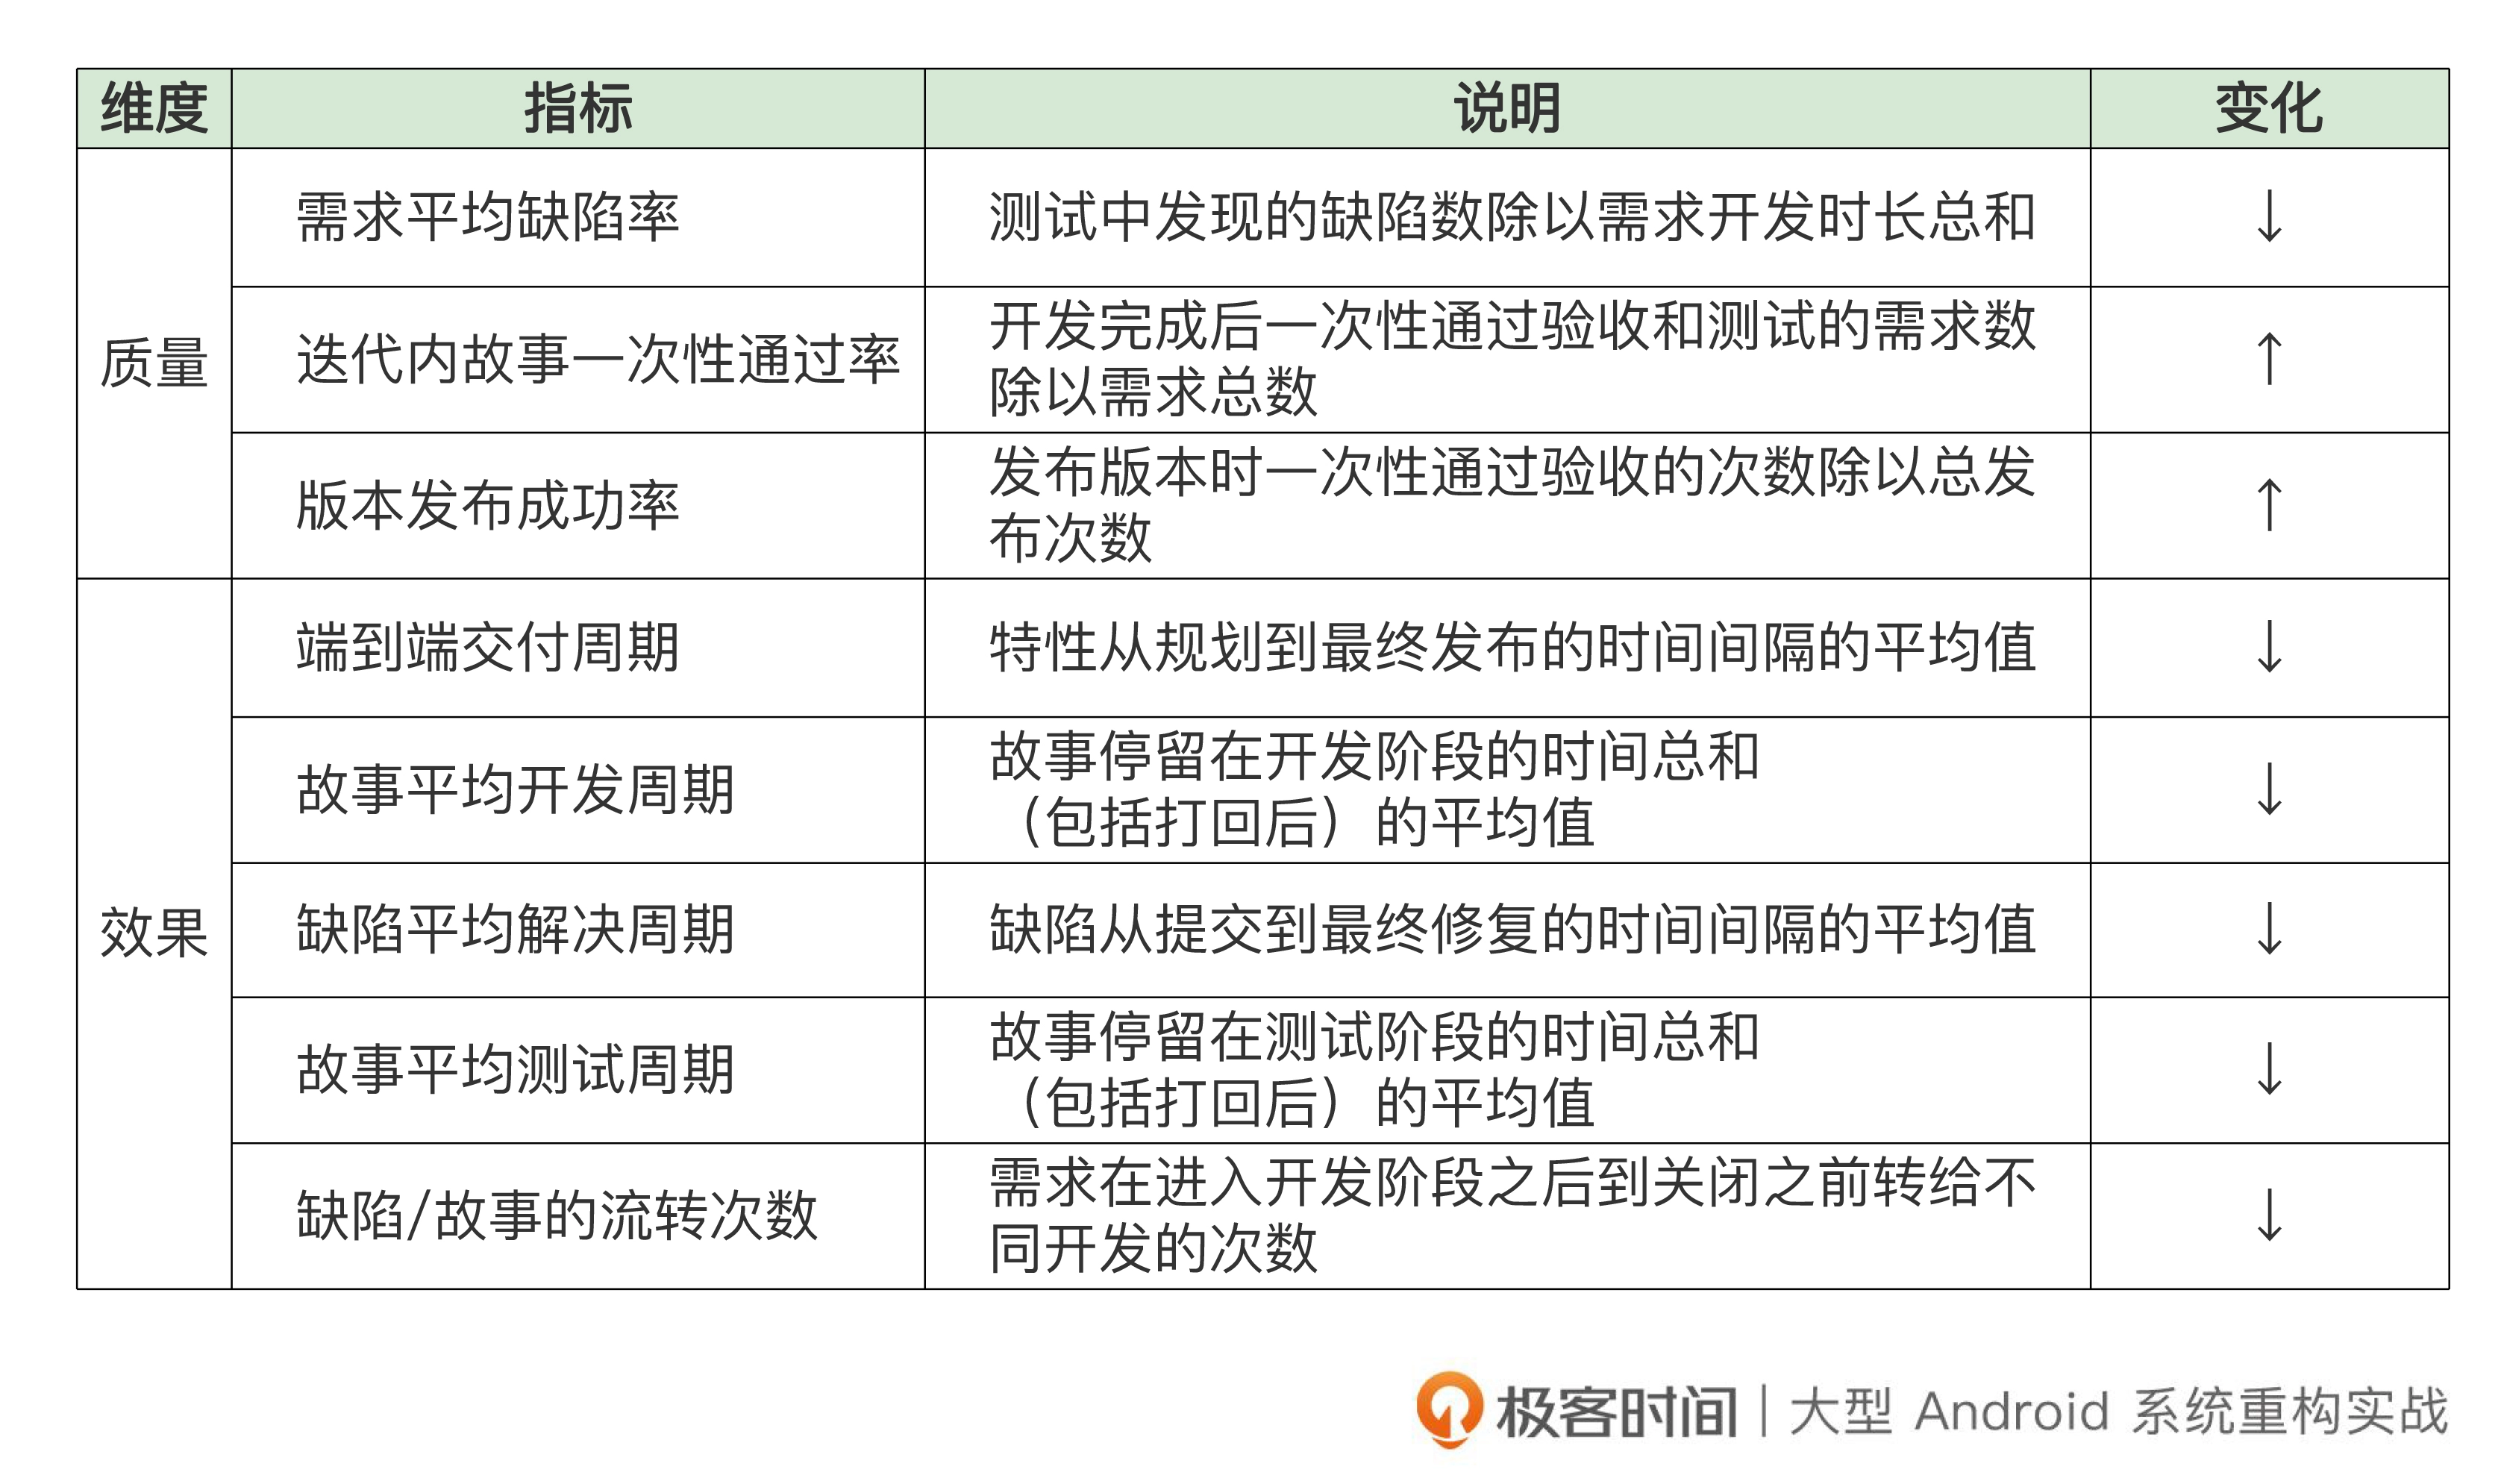 维度 指标 说明 变化
质量
需求平均缺陷率 测试中发现的缺陷数除以需求开发时长总和 ↓
迭代内故事一次性通过率 开发完成后一次性通过验收和测试的需求数
除以需求总数 ↑
版本发布成功率 发布版本时一次性通过验收的次数除以总发
布次数 ↑
效果
端到端交付周期 特性从规划到最终发布的时间间隔的平均值 ↓
故事平均开发周期 故事停留在开发阶段的时间总和
（包括打回后）的平均值 ↓
缺陷平均解决周期 缺陷从提交到最终修复的时间间隔的平均值 ↓
故事平均测试周期 故事停留在测试阶段的时间总和
（包括打回后）的平均值 ↓
缺陷/故事的流转次数 需求在进入开发阶段之后到关闭之前转给不
同开发的次数 ↓
极客时间 | 大型 Android 系统重构实战